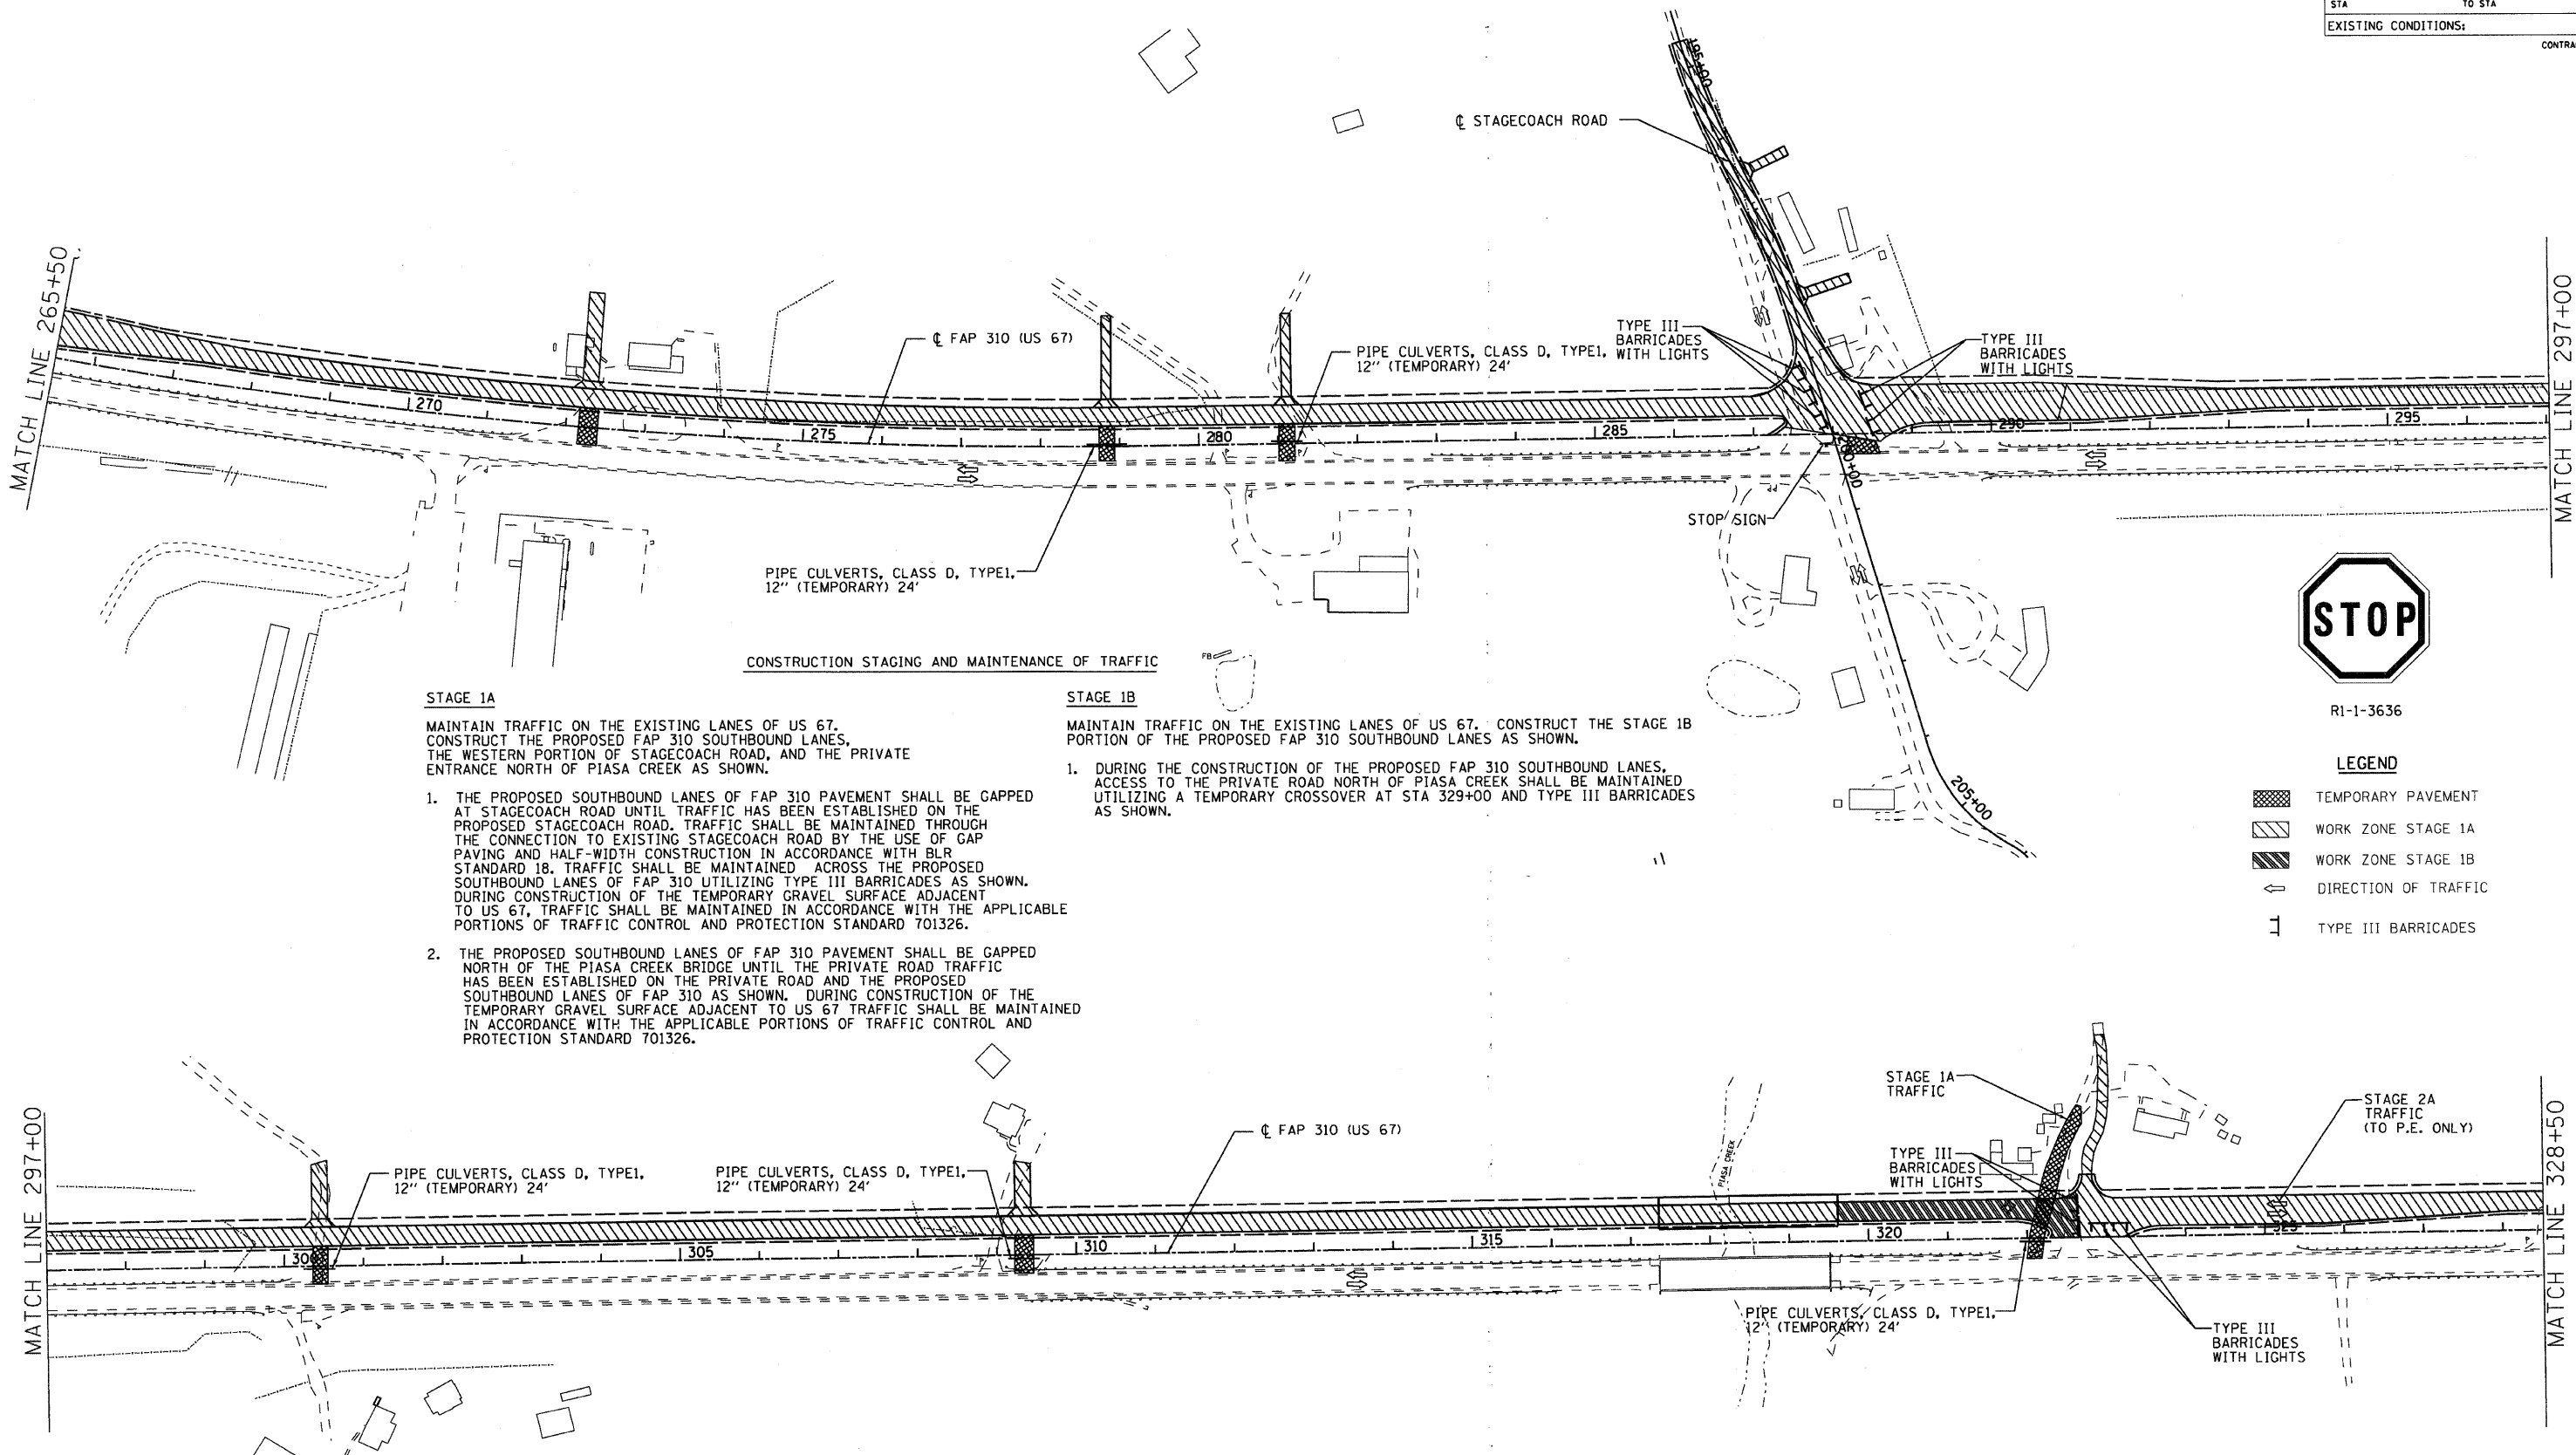 STA TO STA
EXISTING CONDITIONS:
195+00
℄ STAGECOACH ROAD
MATCH LINE 265+50
270
℄ FAP 310 (US 67)
275
280
PIPE CULVERTS, CLASS D, TYPE1,
12" (TEMPORARY) 24'
TYPE III
BARRICADES
WITH LIGHTS
TYPE III
BARRICADES
WITH LIGHTS
285
290
295
MATCH LINE 297+00
200+00
STOP SIGN
PIPE CULVERTS, CLASS D, TYPE1,
12" (TEMPORARY) 24'
205+00
FB
STOP
R1-1-3636
LEGEND
TEMPORARY PAVEMENT
WORK ZONE STAGE 1A
WORK ZONE STAGE 1B
DIRECTION OF TRAFFIC
TYPE III BARRICADES
CONSTRUCTION STAGING AND MAINTENANCE OF TRAFFIC
STAGE 1A
MAINTAIN TRAFFIC ON THE EXISTING LANES OF US 67.
CONSTRUCT THE PROPOSED FAP 310 SOUTHBOUND LANES,
THE WESTERN PORTION OF STAGECOACH ROAD, AND THE PRIVATE
ENTRANCE NORTH OF PIASA CREEK AS SHOWN.
1. THE PROPOSED SOUTHBOUND LANES OF FAP 310 PAVEMENT SHALL BE GAPPED
AT STAGECOACH ROAD UNTIL TRAFFIC HAS BEEN ESTABLISHED ON THE
PROPOSED STAGECOACH ROAD. TRAFFIC SHALL BE MAINTAINED THROUGH
THE CONNECTION TO EXISTING STAGECOACH ROAD BY THE USE OF GAP
PAVING AND HALF-WIDTH CONSTRUCTION IN ACCORDANCE WITH BLR
STANDARD 18. TRAFFIC SHALL BE MAINTAINED ACROSS THE PROPOSED
SOUTHBOUND LANES OF FAP 310 UTILIZING TYPE III BARRICADES AS SHOWN.
DURING CONSTRUCTION OF THE TEMPORARY GRAVEL SURFACE ADJACENT
TO US 67, TRAFFIC SHALL BE MAINTAINED IN ACCORDANCE WITH THE APPLICABLE
PORTIONS OF TRAFFIC CONTROL AND PROTECTION STANDARD 701326.
2. THE PROPOSED SOUTHBOUND LANES OF FAP 310 PAVEMENT SHALL BE GAPPED
NORTH OF THE PIASA CREEK BRIDGE UNTIL THE PRIVATE ROAD TRAFFIC
HAS BEEN ESTABLISHED ON THE PRIVATE ROAD AND THE PROPOSED
SOUTHBOUND LANES OF FAP 310 AS SHOWN. DURING CONSTRUCTION OF THE
TEMPORARY GRAVEL SURFACE ADJACENT TO US 67 TRAFFIC SHALL BE MAINTAINED
IN ACCORDANCE WITH THE APPLICABLE PORTIONS OF TRAFFIC CONTROL AND
PROTECTION STANDARD 701326.
STAGE 1B
MAINTAIN TRAFFIC ON THE EXISTING LANES OF US 67. CONSTRUCT THE STAGE 1B
PORTION OF THE PROPOSED FAP 310 SOUTHBOUND LANES AS SHOWN.
1. DURING THE CONSTRUCTION OF THE PROPOSED FAP 310 SOUTHBOUND LANES,
ACCESS TO THE PRIVATE ROAD NORTH OF PIASA CREEK SHALL BE MAINTAINED
UTILIZING A TEMPORARY CROSSOVER AT STA 329+00 AND TYPE III BARRICADES
AS SHOWN.
MATCH LINE 297+00
300
PIPE CULVERTS, CLASS D, TYPE1,
12" (TEMPORARY) 24'
305
PIPE CULVERTS, CLASS D, TYPE1,
12" (TEMPORARY) 24'
310
℄ FAP 310 (US 67)
315
PIASA CREEK
320
STAGE 1A
TRAFFIC
TYPE III
BARRICADES
WITH LIGHTS
PIPE CULVERTS, CLASS D, TYPE1,
12" (TEMPORARY) 24'
325
STAGE 2A
TRAFFIC
(TO P.E. ONLY)
TYPE III
BARRICADES
WITH LIGHTS
MATCH LINE 328+50